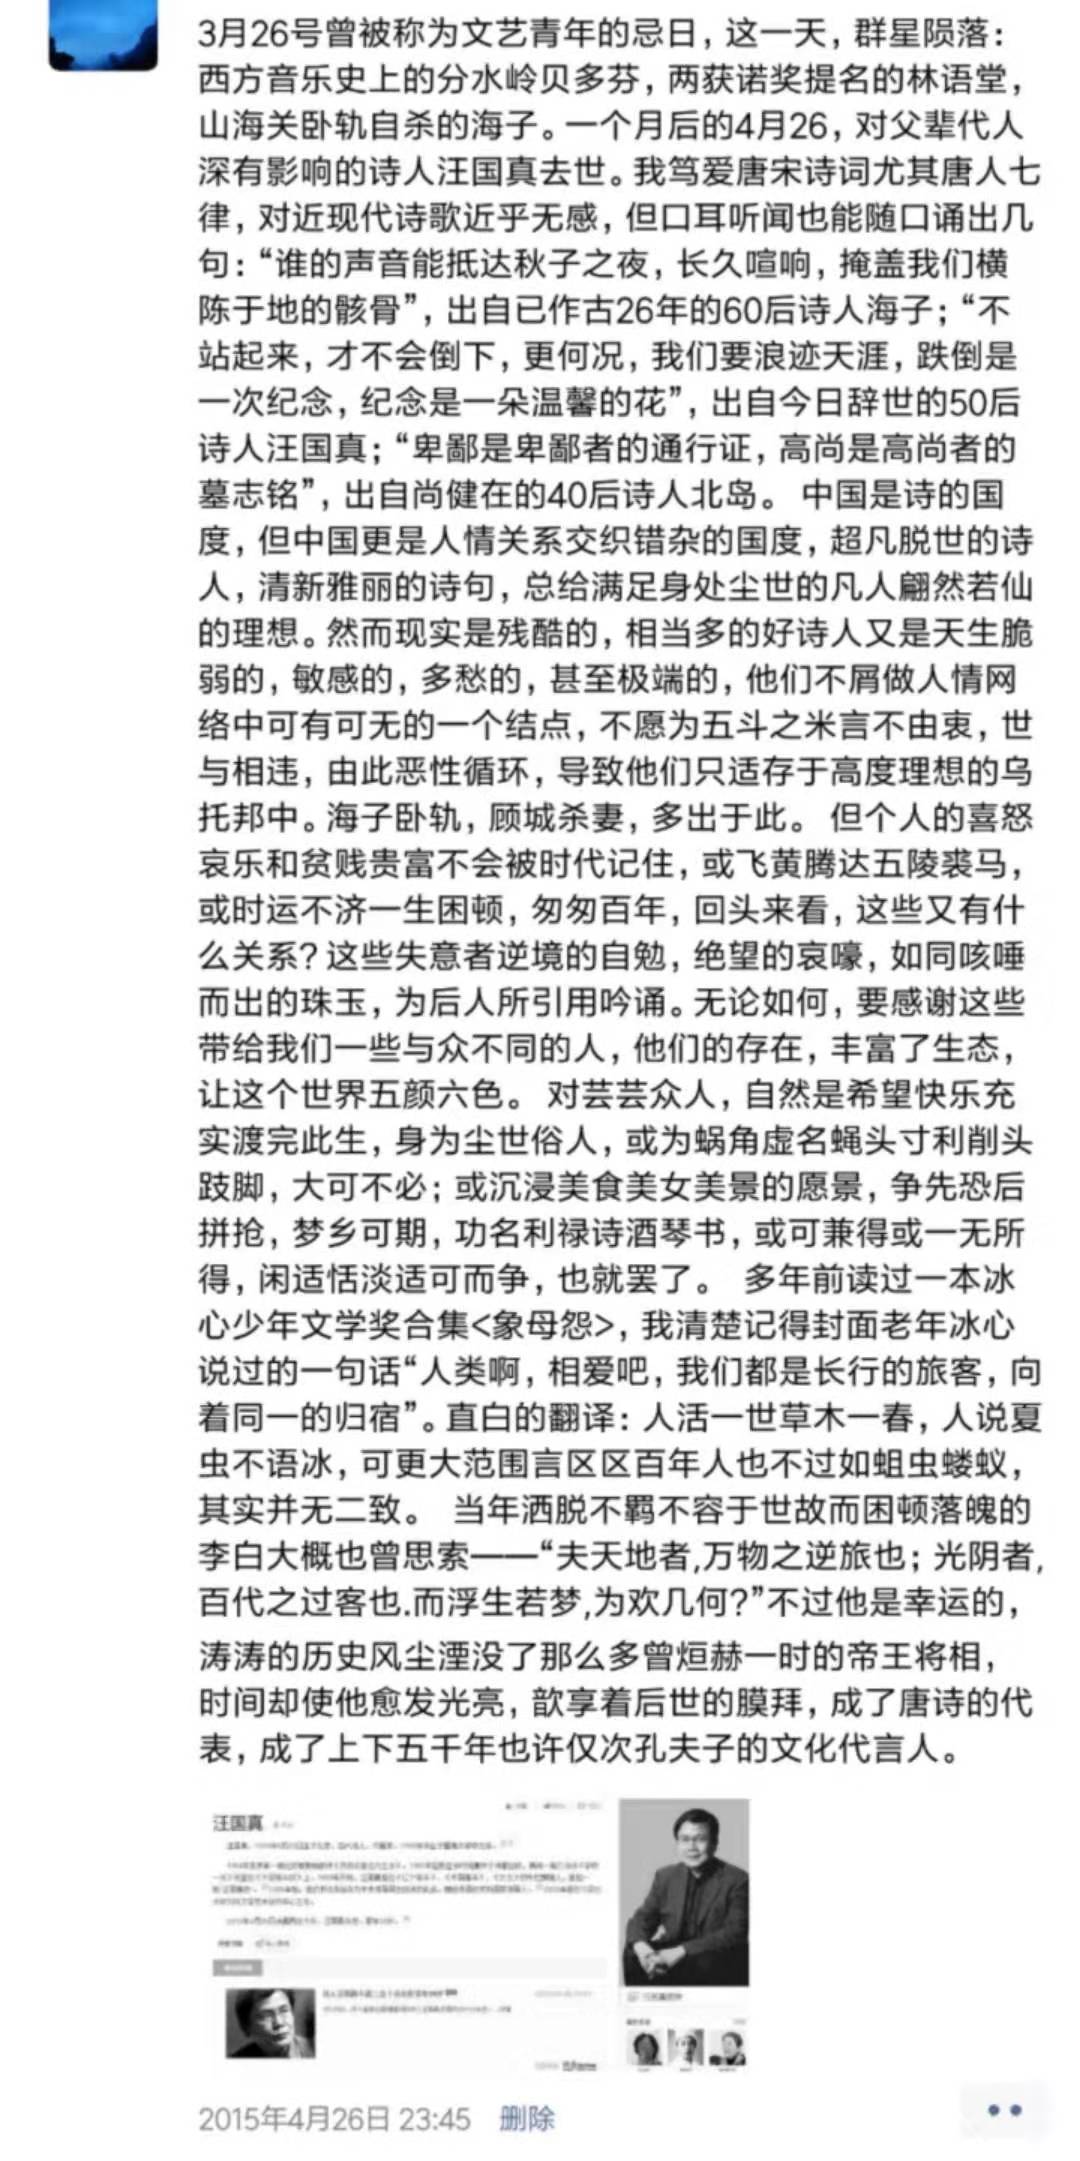 3月26号曾被称为文艺青年的忌日，这一天，群星陨落：
西方音乐史上的分水岭贝多芬，两获诺奖提名的林语堂，
山海关卧轨自杀的海子。一个月后的4月26，对父辈代人
深有影响的诗人汪国真去世。我笃爱唐宋诗词尤其唐人七
律，对近现代诗歌近乎无感，但口耳听闻也能随口诵出几
句：“谁的声音能抵达秋子之夜，长久喧响，掩盖我们横
陈于地的骸骨”，出自已作古26年的60后诗人海子；“不
站起来，才不会倒下，更何况，我们要浪迹天涯，跌倒是
一次纪念，纪念是一朵温馨的花”，出自今日辞世的50后
诗人汪国真；“卑鄙是卑鄙者的通行证，高尚是高尚者的
墓志铭”，出自尚健在的40后诗人北岛。 中国是诗的国
度，但中国更是人情关系交织错杂的国度，超凡脱世的诗
人，清新雅丽的诗句，总给满足身处尘世的凡人翩然若仙
的理想。然而现实是残酷的，相当多的好诗人又是天生脆
弱的，敏感的，多愁的，甚至极端的，他们不屑做人情网
络中可有可无的一个结点，不愿为五斗之米言不由衷，世
与相违，由此恶性循环，导致他们只适存于高度理想的乌
托邦中。海子卧轨，顾城杀妻，多出于此。 但个人的喜怒
哀乐和贫贱贵富不会被时代记住，或飞黄腾达五陵裘马，
或时运不济一生困顿，匆匆百年，回头来看，这些又有什
么关系？这些失意者逆境的自勉，绝望的哀嚎，如同咳唾
而出的珠玉，为后人所引用吟诵。无论如何，要感谢这些
带给我们一些与众不同的人，他们的存在，丰富了生态，
让这个世界五颜六色。 对芸芸众人，自然是希望快乐充
实渡完此生，身为尘世俗人，或为蜗角虚名蝇头寸利削头
跂脚，大可不必；或沉浸美食美女美景的愿景，争先恐后
拼抢，梦乡可期，功名利禄诗酒琴书，或可兼得或一无所
得，闲适恬淡适可而争，也就罢了。 多年前读过一本冰
心少年文学奖合集<象母怨>，我清楚记得封面老年冰心
说过的一句话“人类啊，相爱吧，我们都是长行的旅客，向
着同一的归宿”。直白的翻译：人活一世草木一春，人说夏
虫不语冰，可更大范围言区区百年人也不过如蛆虫蝼蚁，
其实并无二致。 当年洒脱不羁不容于世故而困顿落魄的
李白大概也曾思索——“夫天地者,万物之逆旅也；光阴者,
百代之过客也.而浮生若梦,为欢几何?”不过他是幸运的，
涛涛的历史风尘湮没了那么多曾烜赫一时的帝王将相，
时间却使他愈发光亮，歆享着后世的膜拜，成了唐诗的代
表，成了上下五千年也许仅次孔夫子的文化代言人。
汪国真
2015年4月26日 23:45 删除